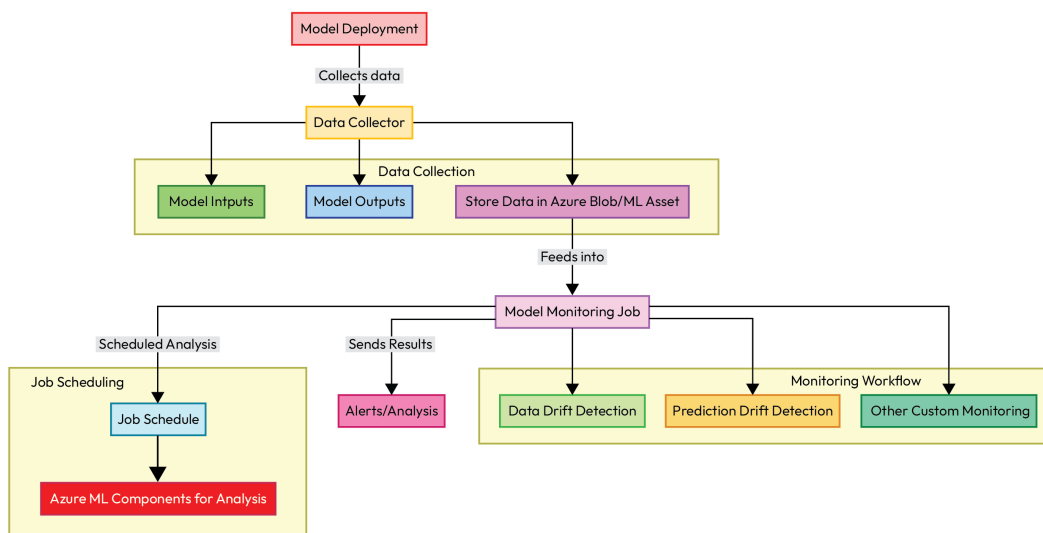 Model Deployment
Collects data
Data Collector
Data Collection
Model Intputs
Model Outputs
Store Data in Azure Blob/ML Asset
Feeds into
Model Monitoring Job
Scheduled Analysis
Sends Results
Job Scheduling
Monitoring Workflow
Job Schedule
Alerts/Analysis
Data Drift Detection
Prediction Drift Detection
Other Custom Monitoring
Azure ML Components for Analysis